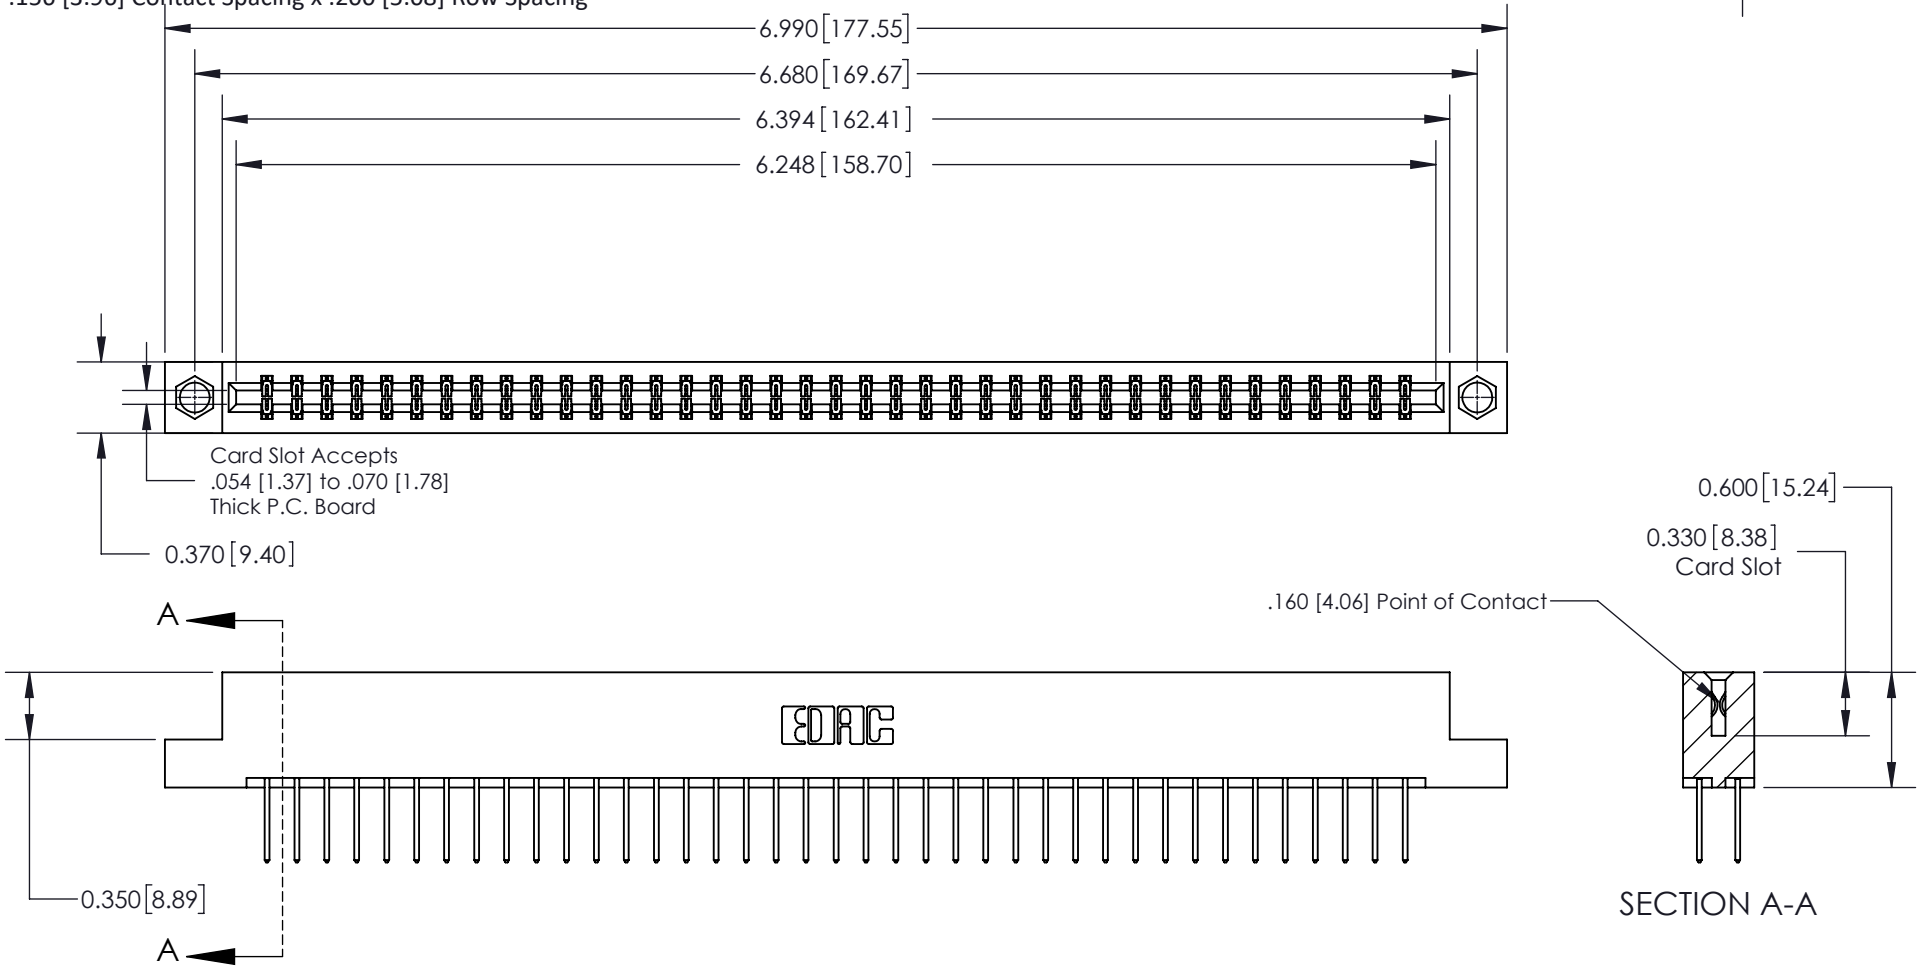 .156 [3.96] Contact Spacing x .200 [5.08] Row Spacing
6.990[177.55]
6.680[169.67]
6.394[162.41]
6.248[158.70]
Card Slot Accepts
.054 [1.37] to .070 [1.78]
Thick P.C. Board
0.370[9.40]
0.600[15.24]
0.330[8.38]
Card Slot
.160 [4.06] Point of Contact
A
EDAC
0.350[8.89]
A
SECTION A-A